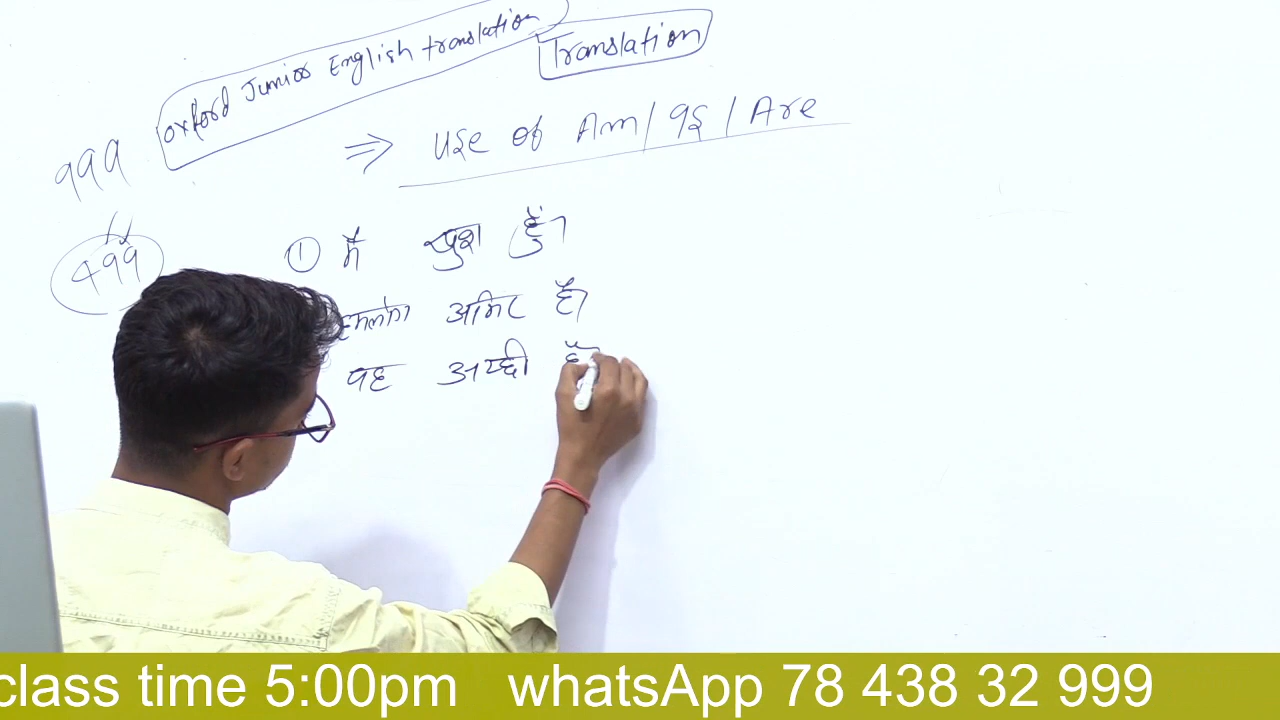 Oxford Junior English translation
Translation
⇒ Use of Am/Is/Are
199
499
① मैं खुश हूँ।
अमिर है।
वह अच्छी है
class time 5:00pm whatsApp 78 438 32 999